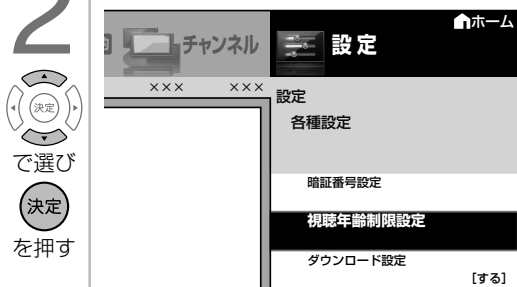 2
決定
で選び
決定
を押す
チャンネル
設定
ホーム
××× ×××
設定
各種設定
暗証番号設定
視聴年齢制限設定
ダウンロード設定
[する]